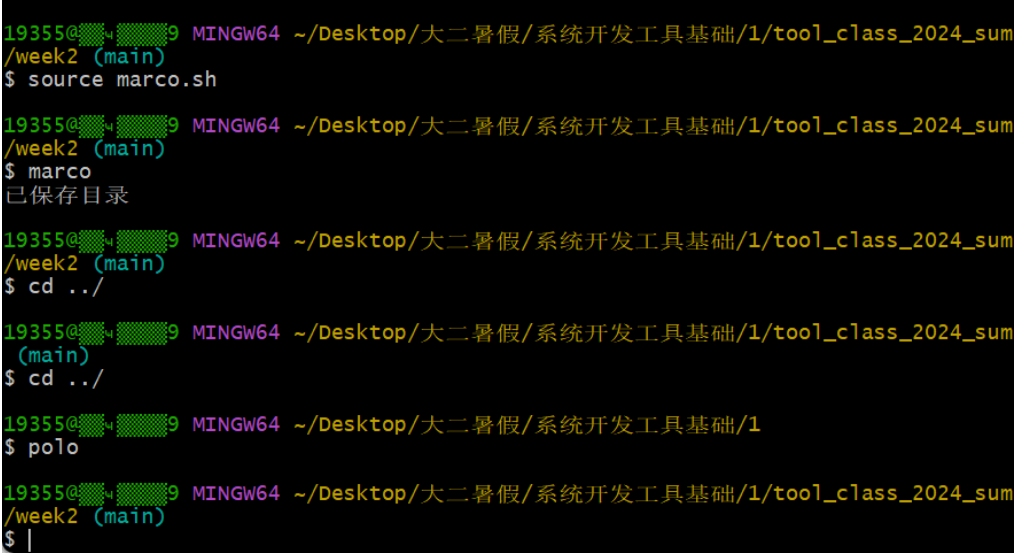 19355@▒▒ч▒▒▒▒9 MINGW64 ~/Desktop/大二暑假/系统开发工具基础/1/tool_class_2024_sum
/week2 (main)
$ source marco.sh
19355@▒▒ч▒▒▒▒9 MINGW64 ~/Desktop/大二暑假/系统开发工具基础/1/tool_class_2024_sum
/week2 (main)
$ marco
已保存目录
19355@▒▒ч▒▒▒▒9 MINGW64 ~/Desktop/大二暑假/系统开发工具基础/1/tool_class_2024_sum
/week2 (main)
$ cd ../
19355@▒▒ч▒▒▒▒9 MINGW64 ~/Desktop/大二暑假/系统开发工具基础/1/tool_class_2024_sum
(main)
$ cd ../
19355@▒▒ч▒▒▒▒9 MINGW64 ~/Desktop/大二暑假/系统开发工具基础/1
$ polo
19355@▒▒ч▒▒▒▒9 MINGW64 ~/Desktop/大二暑假/系统开发工具基础/1/tool_class_2024_sum
/week2 (main)
$